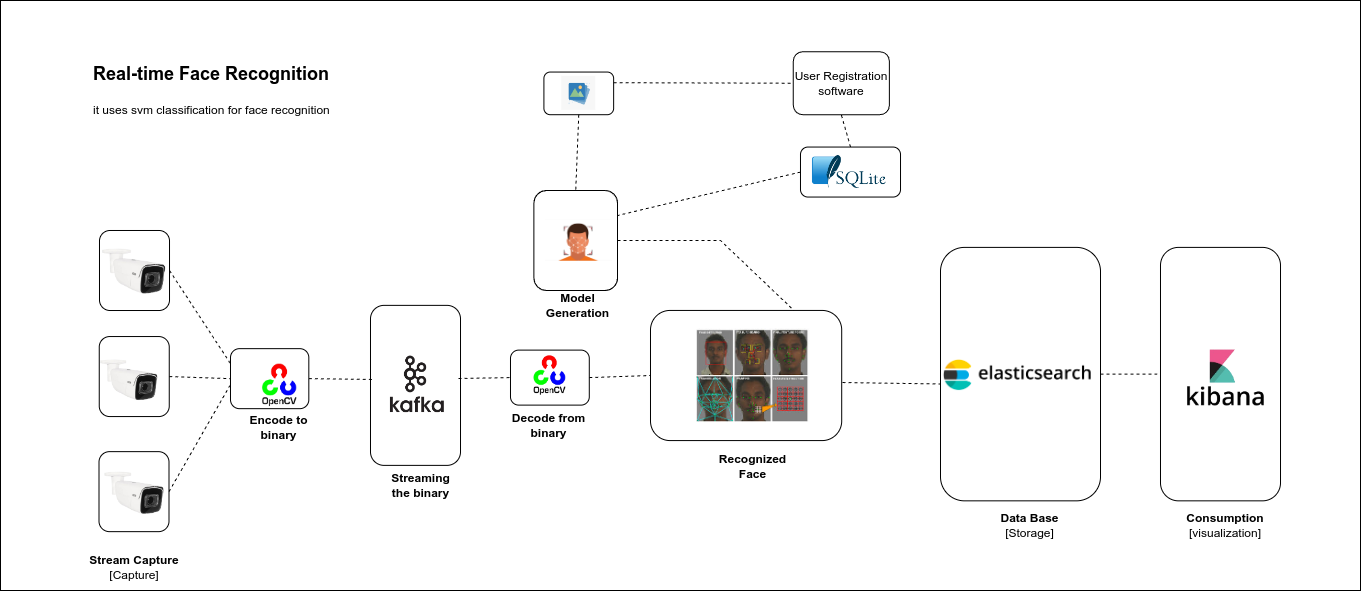 Real-time Face Recognition
it uses svm classification for face recognition
User Registration
software
SQLite
Model
Generation
OpenCV
Encode to
binary
kafka
Streaming
the binary
OpenCV
Decode from
binary
Recognized
Face
elasticsearch
Data Base
[Storage]
kibana
Consumption
[visualization]
Stream Capture
[Capture]